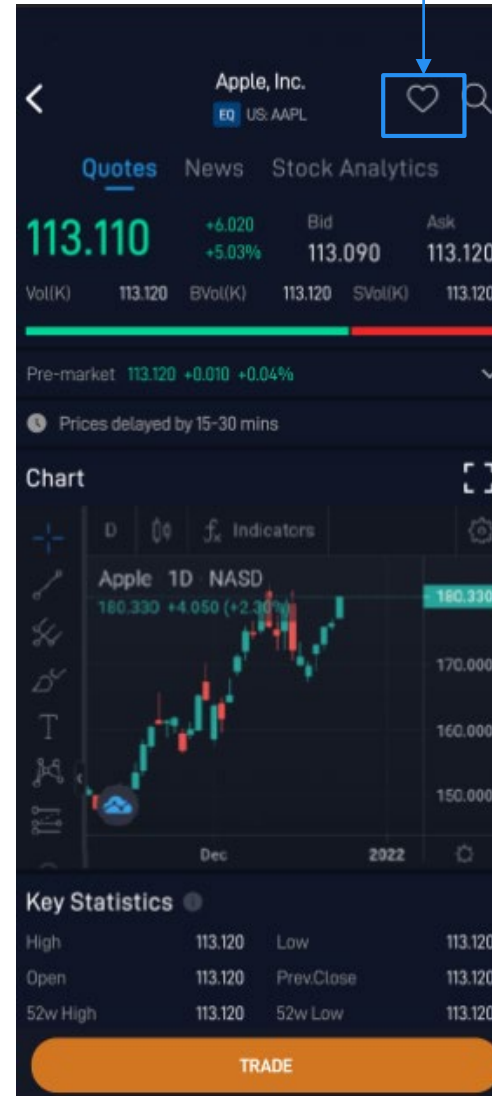 Apple, Inc.
EQ US: AAPL
Quotes News Stock Analytics
113.110 +6.020 +5.03% Bid 113.090 Ask 113.120
Vol(K) 113.120 BVol(K) 113.120 SVol(K) 113.120
Pre-market 113.120 +0.010 +0.04%
Prices delayed by 15-30 mins
Chart
D fx Indicators
Apple 1D NASD
180.330 +4.050 (+2.30%)
180.330
170.000
T
160.000
150.000
Dec 2022
Key Statistics
High 113.120 Low 113.120
Open 113.120 Prev.Close 113.120
52w High 113.120 52w Low 113.120
TRADE